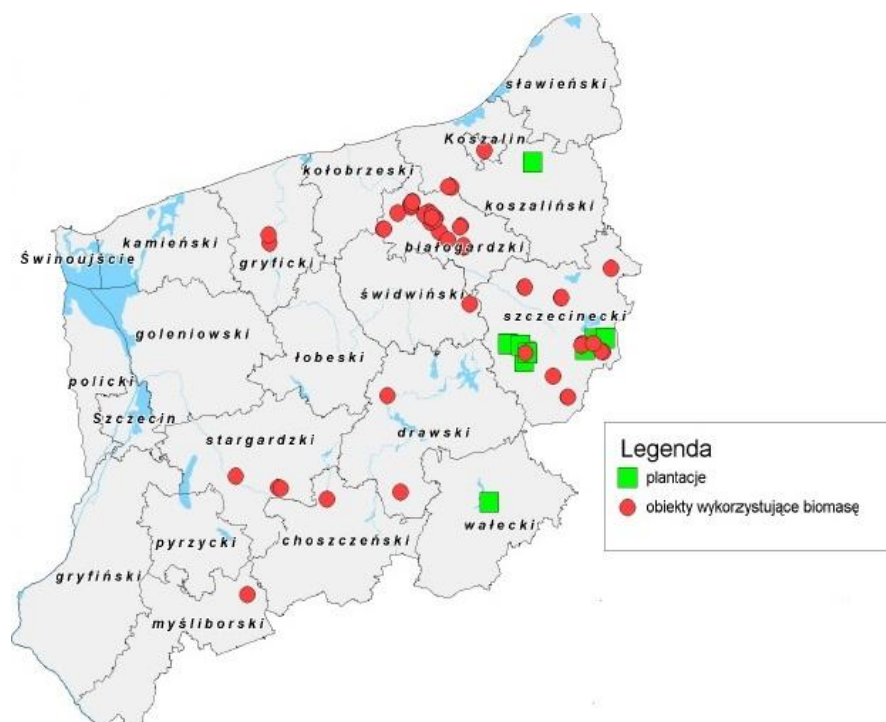 sławieński
Koszalin
kołobrzeski
koszaliński
kamieński
białogardzki
Świnoujście
gryficki
świdwiński
szczecinecki
goleniowski
łobeski
policki
Szczecin
stargardzki
drawski
Legenda
plantacje
obiekty wykorzystujące biomasę
wałecki
pyrzycki
choszczeński
gryfiński
myśliborski